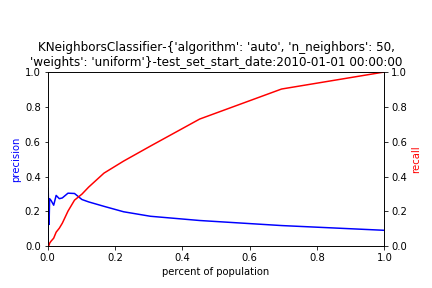 KNeighborsClassifier-{'algorithm': 'auto', 'n_neighbors': 50,
'weights': 'uniform'}-test_set_start_date:2010-01-01 00:00:00
1.0
0.8
0.6
0.4
0.2
0.0
precision
1.0
0.8
0.6
0.4
0.2
0.0
recall
0.0 0.2 0.4 0.6 0.8 1.0
percent of population